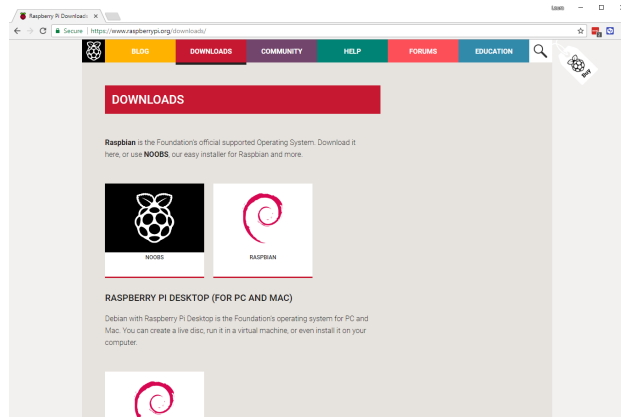 Raspberry Pi Downloads
Secure | https://www.raspberrypi.org/downloads/
BLOG
DOWNLOADS
COMMUNITY
HELP
FORUMS
EDUCATION
Buy
DOWNLOADS
Raspbian is the Foundation's official supported Operating System. Download it
here, or use NOOBS, our easy installer for Raspbian and more.
NOOBS
RASPBIAN
RASPBERRY PI DESKTOP (FOR PC AND MAC)
Debian with Raspberry Pi Desktop is the Foundation's operating system for PC and
Mac. You can create a live disc, run it in a virtual machine, or even install it on your
computer.